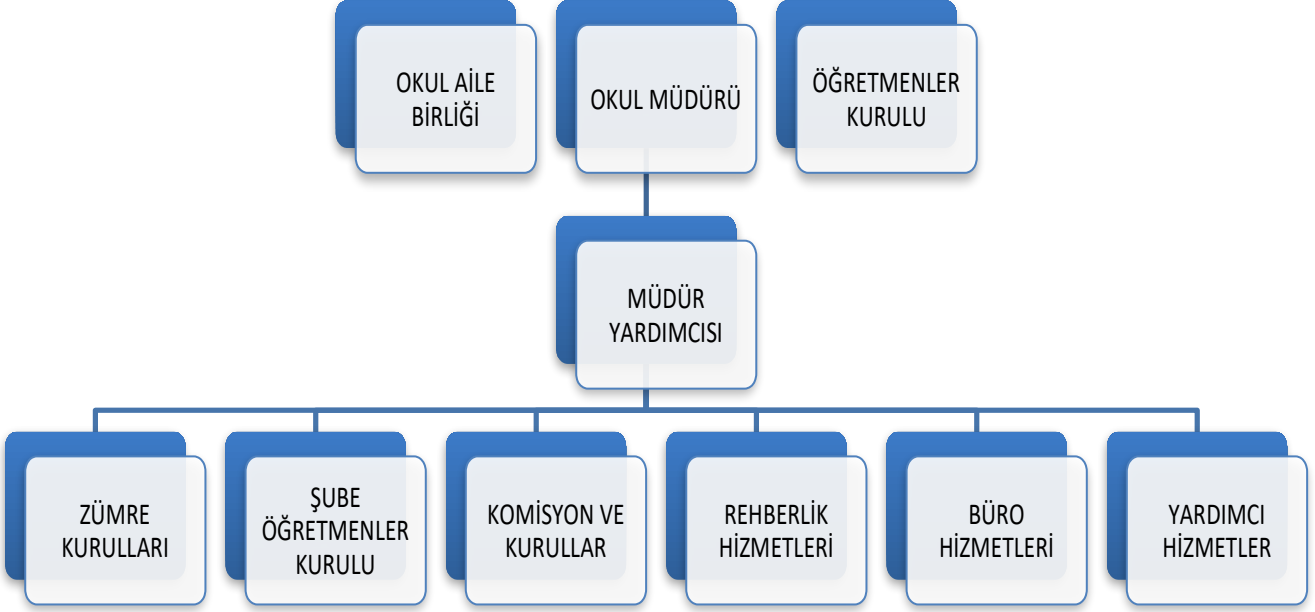 OKUL AİLE
BİRLİĞİ
OKUL MÜDÜRÜ
ÖĞRETMENLER
KURULU
MÜDÜR
YARDIMCISI
ZÜMRE
KURULLARI
ŞUBE
ÖĞRETMENLER
KURULU
KOMİSYON VE
KURULLAR
REHBERLİK
HİZMETLERİ
BÜRO
HİZMETLERİ
YARDIMCI
HİZMETLER